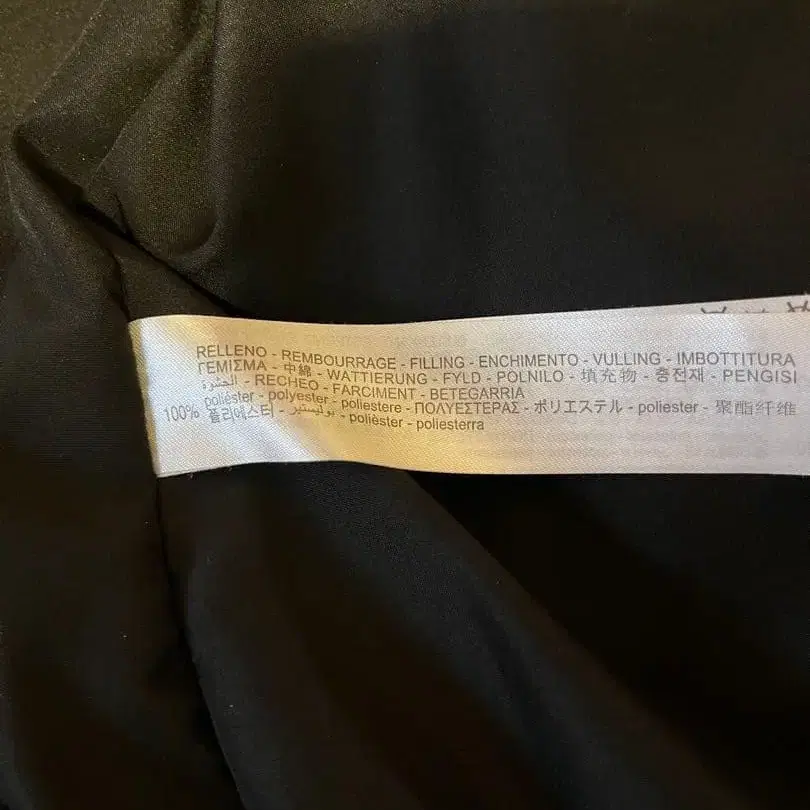 RELLENO - REMBOURRAGE - FILLING - ENCHIMENTO - VULLING - IMBOTTITURA
ΓΕΜΙΣΜΑ - 中綿 - WATTIERUNG - FYLD - POLNILO - 填充物 - 충전재 - PENGISI
الحشوة - RECHEO - FARCIMENT - BETEGARRIA
100% poliéster - polyester - poliestere - ΠΟΛΥΕΣΤΕΡΑΣ - ポリエステル - poliester - 聚酯纤维
폴리에스터 - بوليستير - polièster - poliesterra